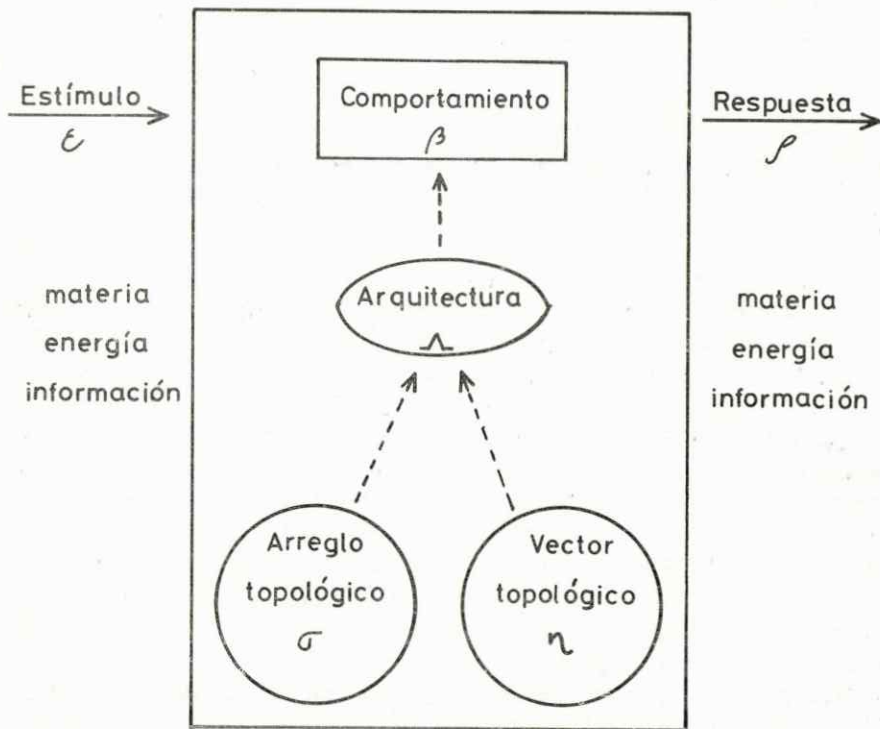 Estímulo
ε
materia
energía
información
Comportamiento
β
Arquitectura
Λ
Arreglo
topológico
σ
Vector
topológico
η
Respuesta
ρ
materia
energía
información